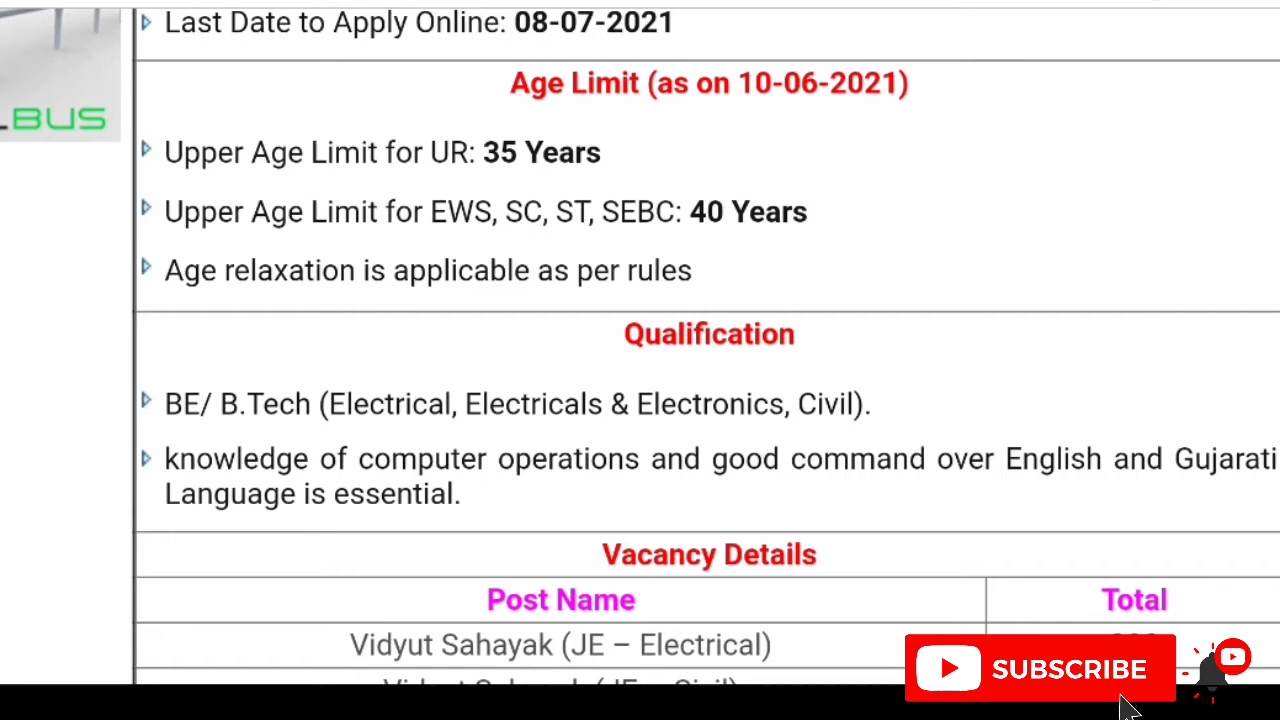 Last Date to Apply Online: 08-07-2021
Age Limit (as on 10-06-2021)
BUS
Upper Age Limit for UR: 35 Years
Upper Age Limit for EWS, SC, ST, SEBC: 40 Years
Age relaxation is applicable as per rules
Qualification
BE/ B.Tech (Electrical, Electricals & Electronics, Civil).
knowledge of computer operations and good command over English and Gujarati
Language is essential.
Vacancy Details
Post Name Total
Vidyut Sahayak (JE – Electrical)
SUBSCRIBE